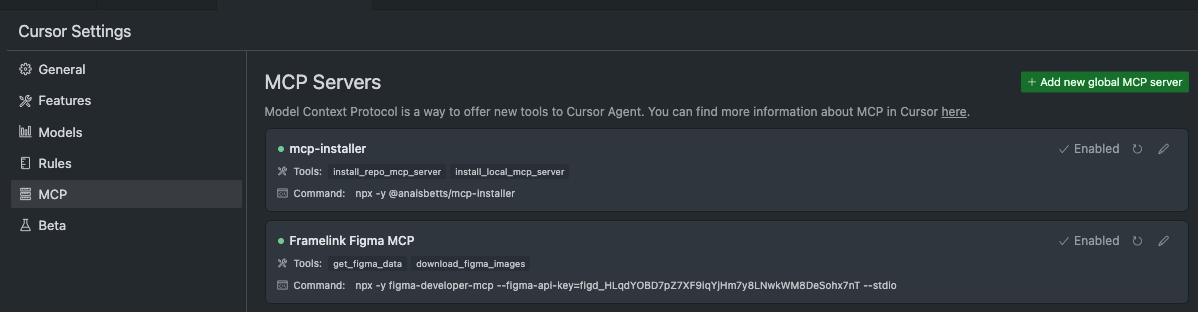 Cursor Settings
General
Features
Models
Rules
MCP
Beta
MCP Servers
+ Add new global MCP server
Model Context Protocol is a way to offer new tools to Cursor Agent. You can find more information about MCP in Cursor here.
mcp-installer
Enabled
Tools: install_repo_mcp_server install_local_mcp_server
Command: npx -y @anaisbetts/mcp-installer
Framelink Figma MCP
Enabled
Tools: get_figma_data download_figma_images
Command: npx -y figma-developer-mcp --figma-api-key=figd_HLqdYOBD7pZ7XF9iqYjHm7y8LNwkWM8DeSohx7nT --stdio